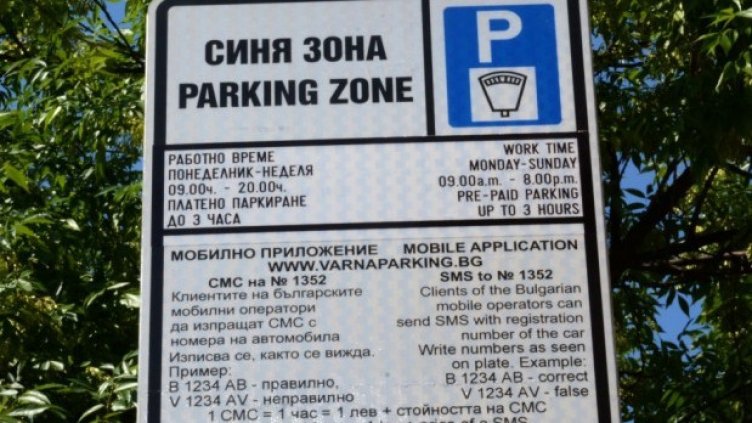 СИНЯ ЗОНА
PARKING ZONE
P
РАБОТНО ВРЕМЕ
ПОНЕДЕЛНИК-НЕДЕЛЯ
09.00ч. - 20.00ч.
ПЛАТЕНО ПАРКИРАНЕ
ДО 3 ЧАСА
WORK TIME
MONDAY-SUNDAY
09.00a.m. - 8.00p.m.
PRE-PAID PARKING
UP TO 3 HOURS
МОБИЛНО ПРИЛОЖЕНИЕ MOBILE APPLICATION
WWW.VARNAPARKING.BG
СМС на № 1352
Клиентите на българските
мобилни оператори
да изпращат СМС с
номера на автомобила
Изписва се, както се вижда.
Пример:
В 1234 АВ - правилно,
V 1234 AV - неправилно
SMS to № 1352
Clients of the Bulgarian
mobile operators can
send SMS with registration
number of the car
Write numbers as seen
on plate. Example:
B 1234 AB - correct
V 1234 AV - false
1 СМС = 1 час = 1 лев + стойността на СМС